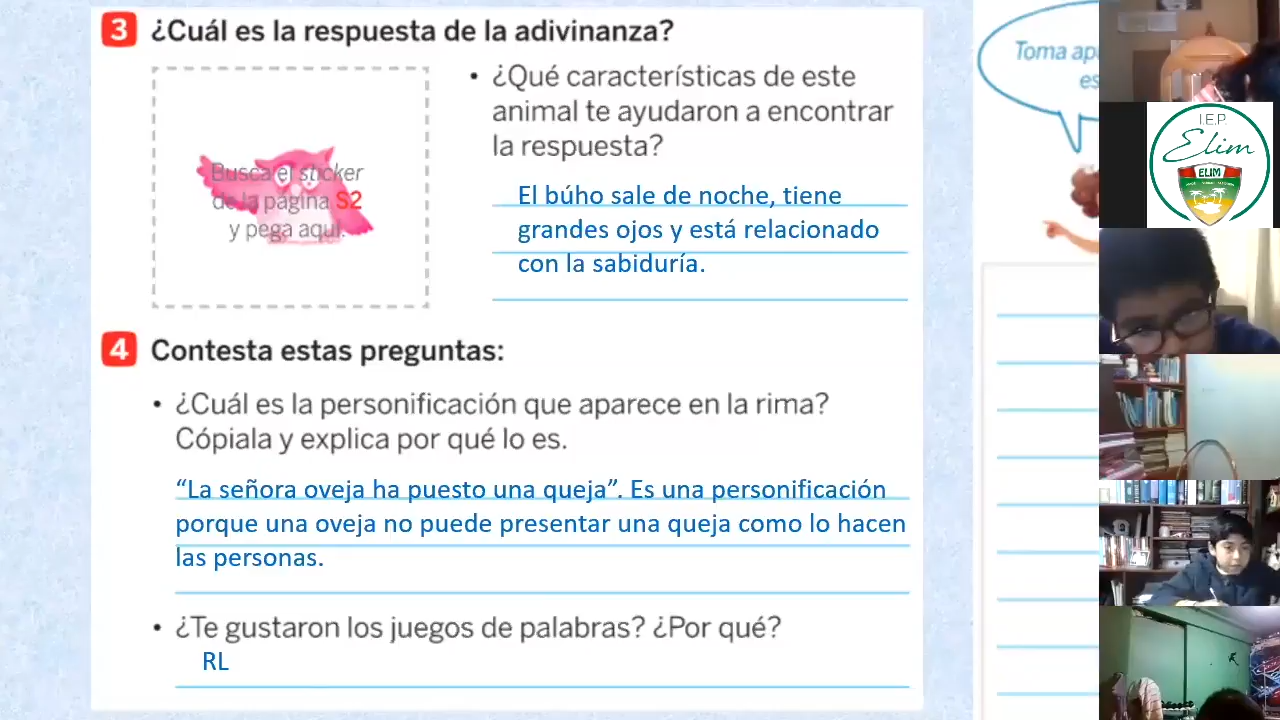 3 ¿Cuál es la respuesta de la adivinanza?
Busca el sticker
de la página S2
y pega aquí.
• ¿Qué características de este
animal te ayudaron a encontrar
la respuesta?
El búho sale de noche, tiene
grandes ojos y está relacionado
con la sabiduría.
4 Contesta estas preguntas:
• ¿Cuál es la personificación que aparece en la rima?
Cópiala y explica por qué lo es.
“La señora oveja ha puesto una queja”. Es una personificación
porque una oveja no puede presentar una queja como lo hacen
las personas.
• ¿Te gustaron los juegos de palabras? ¿Por qué?
RL
Toma
I.E.P.
Elim
ELIM